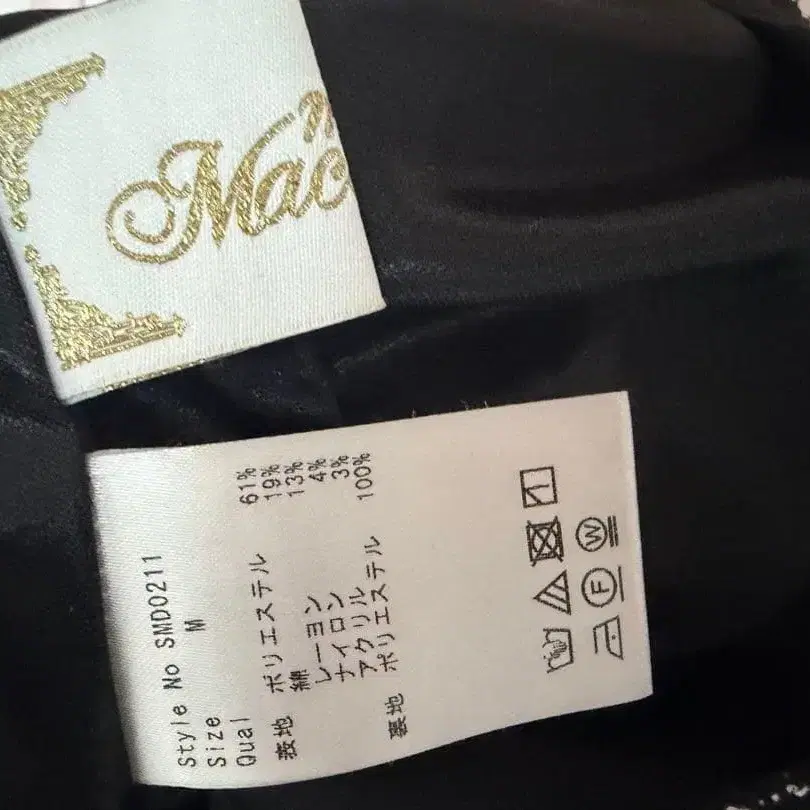 Mac
Style No SMD0211
Size M
Qual
表地 ポリエステル 61%
綿 19%
レーヨン 13%
ナイロン 4%
アクリル 3%
裏地 ポリエステル 100%
F W